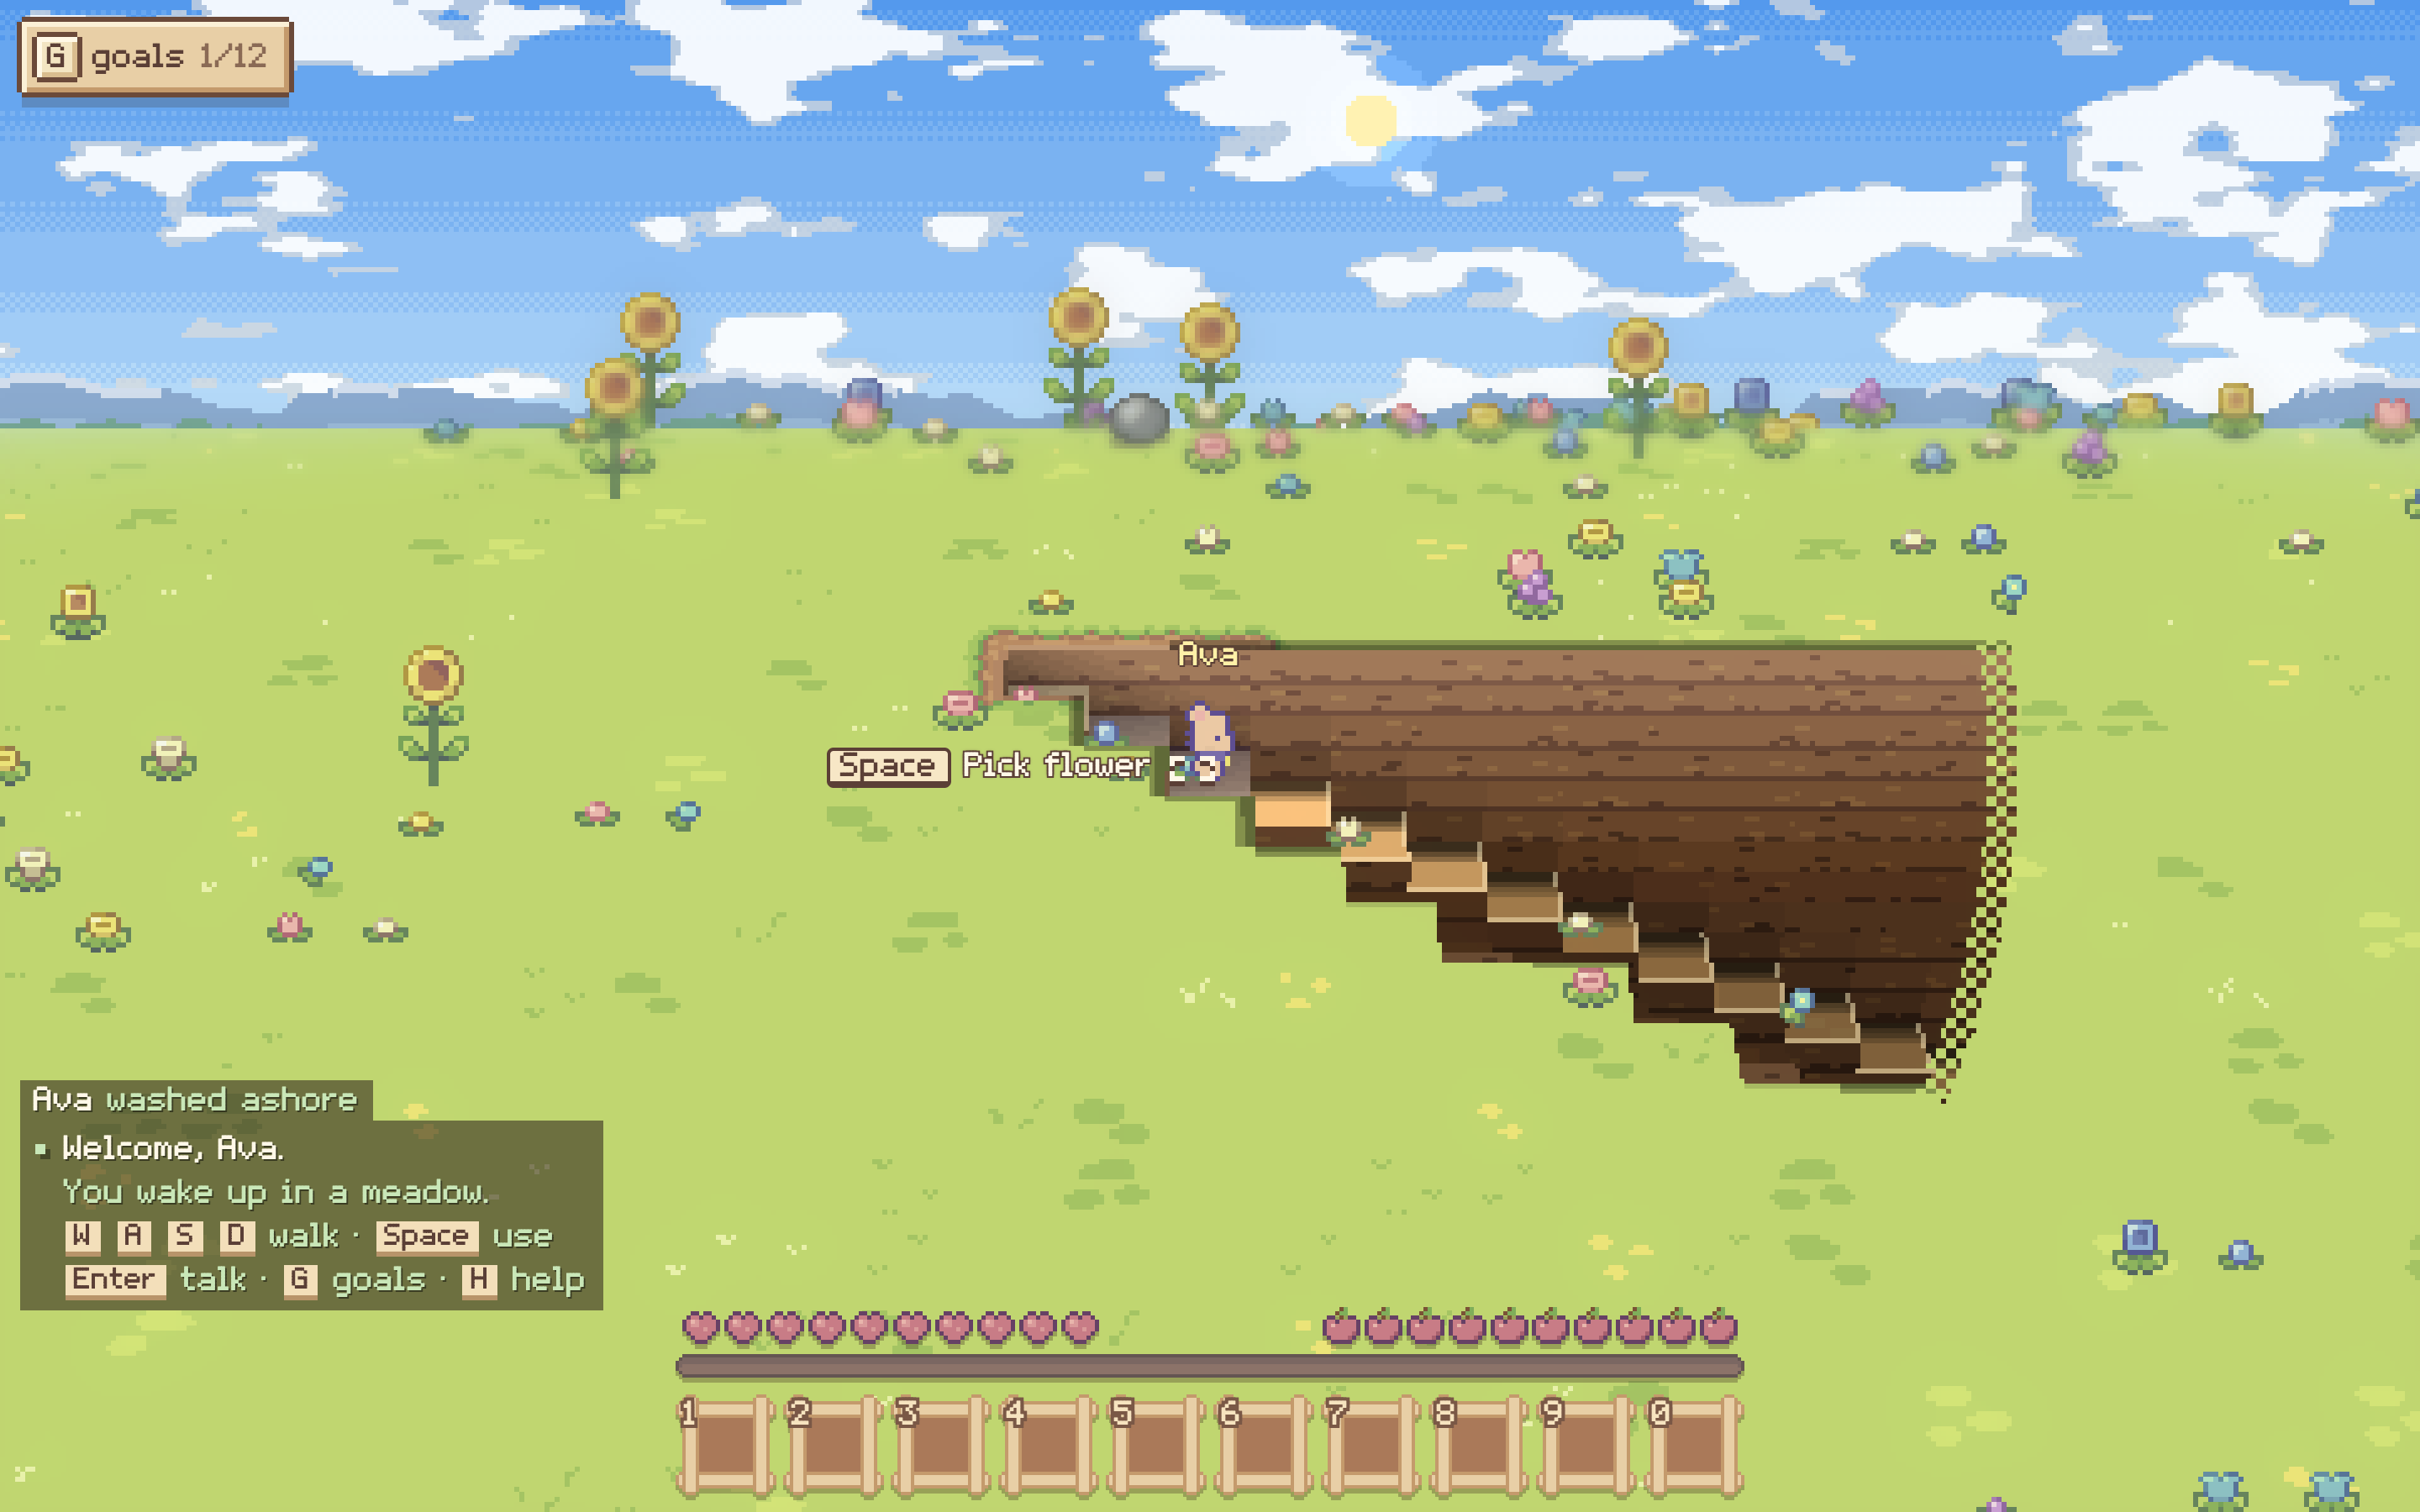 G goals 1/12
Ava
Space Pick flower
Ava washed ashore
Welcome, Ava.
You wake up in a meadow.
W A S D walk · Space use
Enter talk · G goals · H help
1 2 3 4 5 6 7 8 9 0